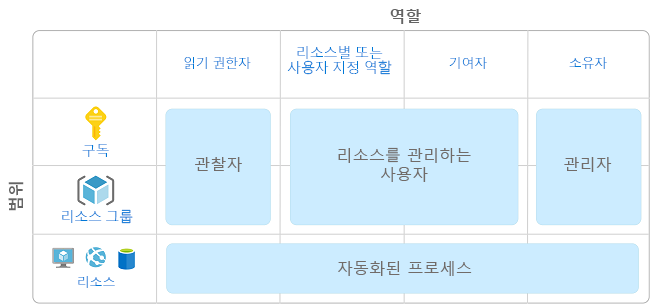 역할
읽기 권한자
리소스별 또는
사용자 지정 역할
기여자
소유자
범위
구독
관찰자
리소스를 관리하는
사용자
관리자
리소스 그룹
리소스
자동화된 프로세스